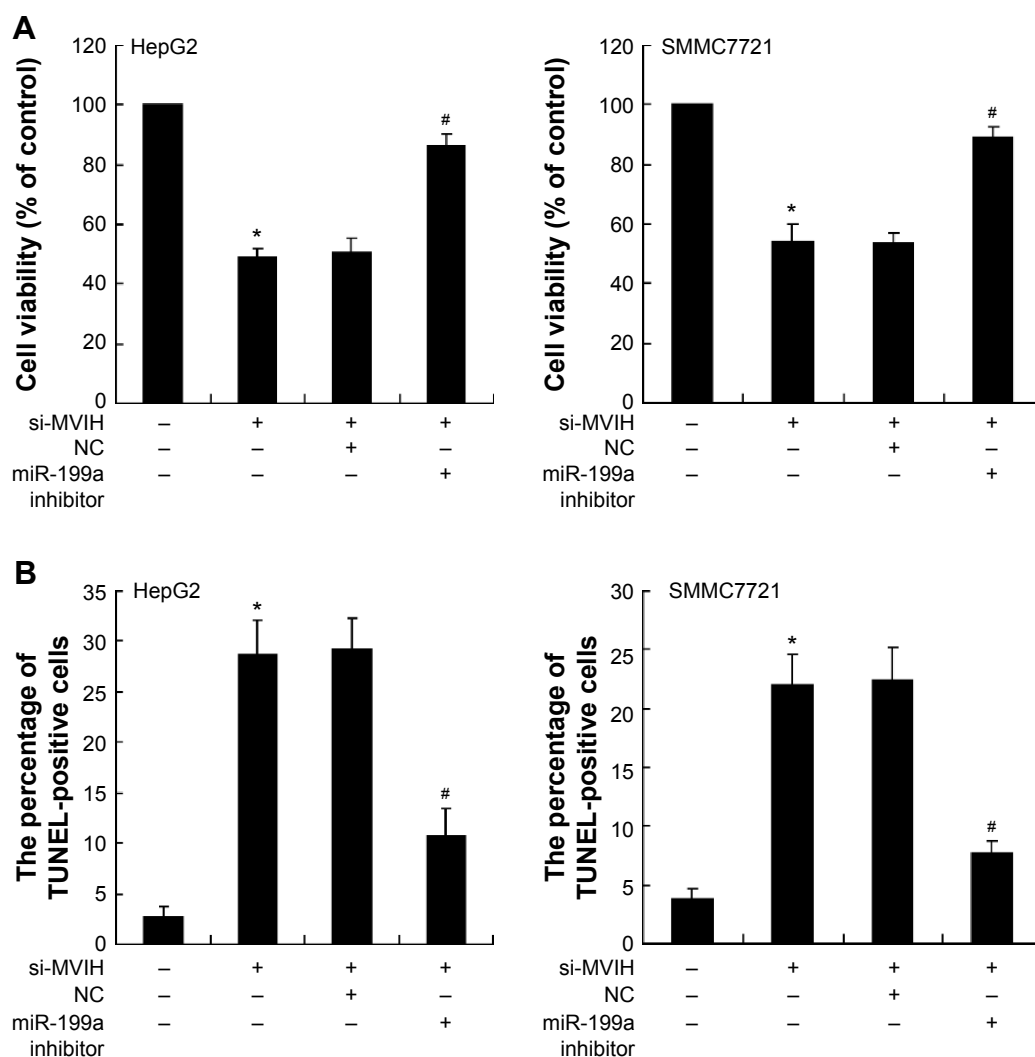 A
HepG2
Cell viability (% of control)
120
100
80
60
40
20
0
*
#
si-MVIH – + + +
NC – – + –
miR-199a – – – +
inhibitor
SMMC7721
Cell viability (% of control)
120
100
80
60
40
20
0
*
#
si-MVIH – + + +
NC – – + –
miR-199a – – – +
inhibitor
B
HepG2
The percentage of
TUNEL-positive cells
35
30
25
20
15
10
5
0
*
#
si-MVIH – + + +
NC – – + –
miR-199a – – – +
inhibitor
SMMC7721
The percentage of
TUNEL-positive cells
30
25
20
15
10
5
0
*
#
si-MVIH – + + +
NC – – + –
miR-199a – – – +
inhibitor